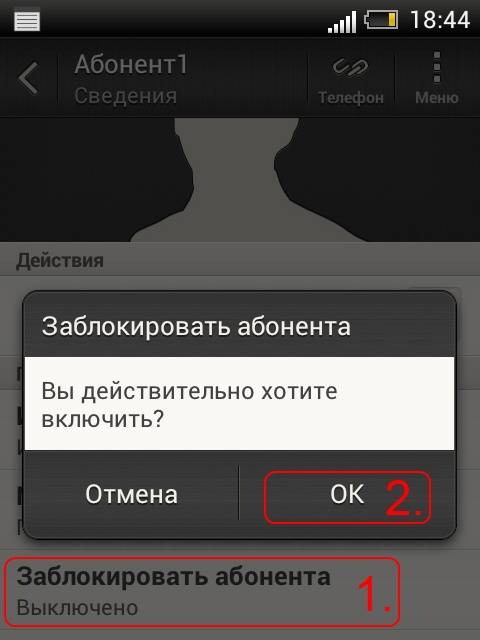 18:44
Абонент1
Сведения
Телефон
Меню
Действия
Заблокировать абонента
Вы действительно хотите
включить?
Отмена
OK
2.
Заблокировать абонента
Выключено
1.